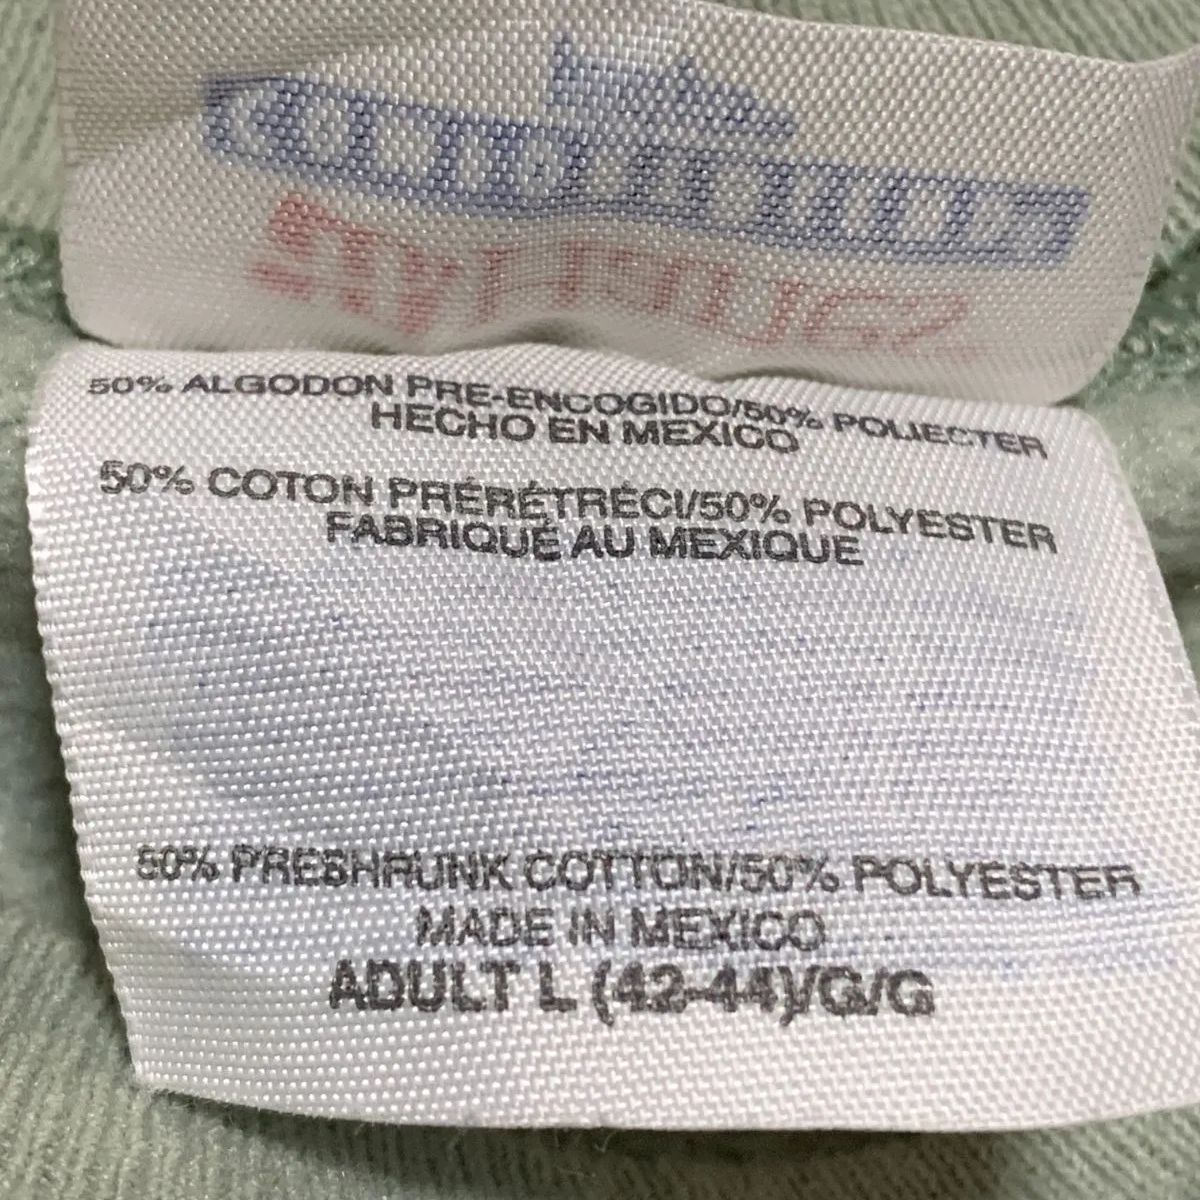 50% ALGODON PRE-ENCOGIDO/50% POLIECTER
HECHO EN MEXICO
50% COTON PRÉRÉTRÉCI/50% POLYESTER
FABRIQUÉ AU MEXIQUE
50% PRESHRUNK COTTON/50% POLYESTER
MADE IN MEXICO
ADULT L (42-44)/G/G